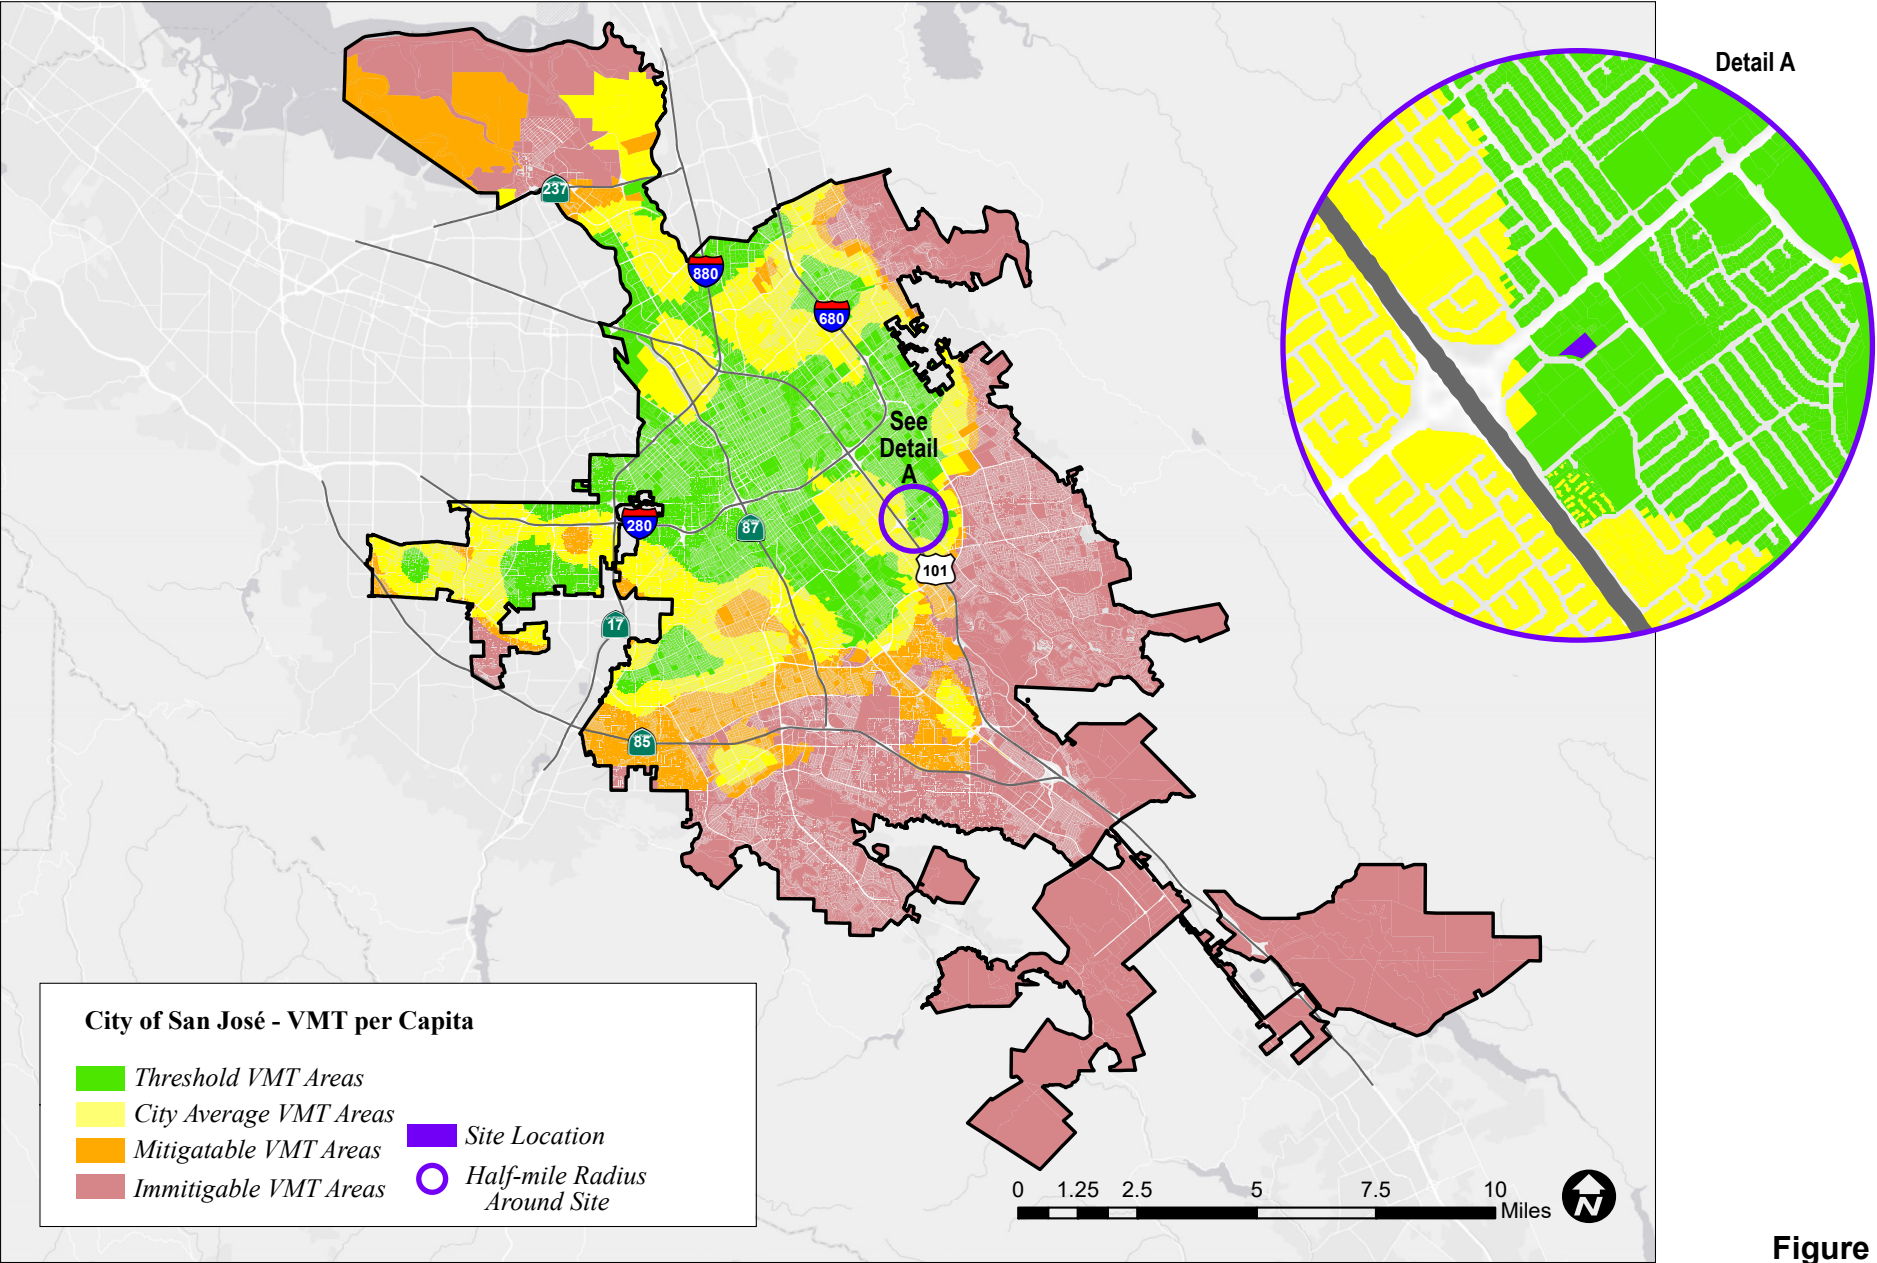 Detail A
237
880
680
See
Detail
A
280
87
101
17
85
City of San José - VMT per Capita
Threshold VMT Areas
City Average VMT Areas
Mitigatable VMT Areas
Immitigable VMT Areas
Site Location
Half-mile Radius
Around Site
0 1.25 2.5 5 7.5 10
Miles
N
Figure